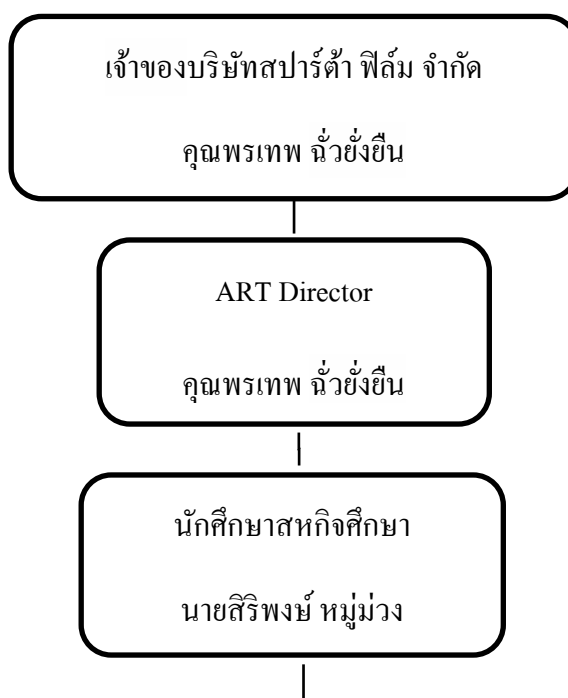 เจ้าของบริษัทสปาร์ต้า ฟิล์ม จำกัด
คุณพรเทพ ฉั่วยั่งยืน
ART Director
คุณพรเทพ ฉั่วยั่งยืน
นักศึกษาสหกิจศึกษา
นายสิริพงษ์ หมู่ม่วง